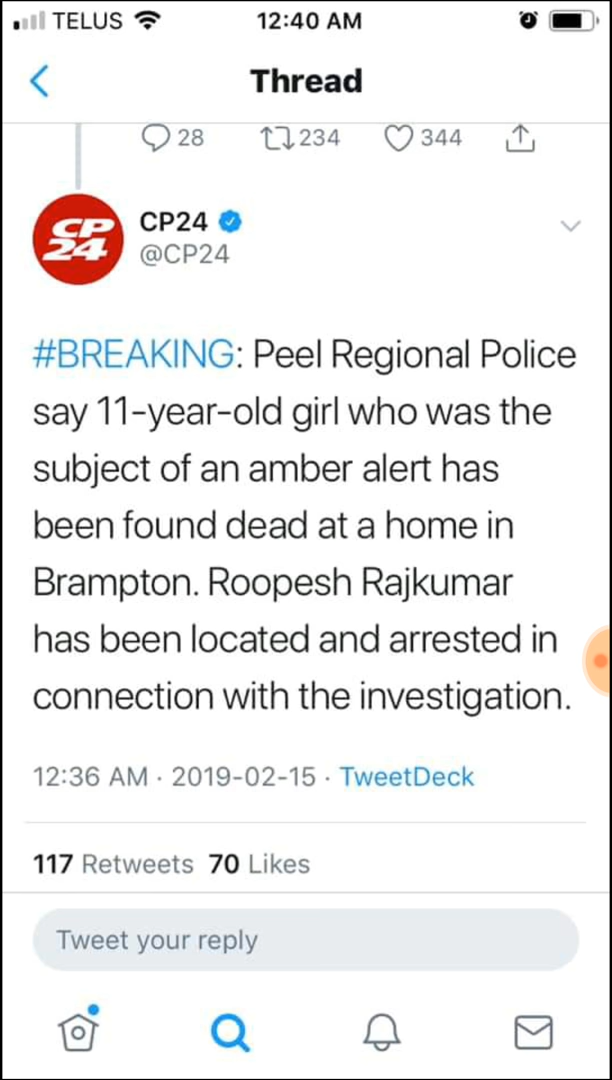 TELUS 12:40 AM
Thread
28 234 344
CP
24
CP24
@CP24
#BREAKING: Peel Regional Police
say 11-year-old girl who was the
subject of an amber alert has
been found dead at a home in
Brampton. Roopesh Rajkumar
has been located and arrested in
connection with the investigation.
12:36 AM · 2019-02-15 · TweetDeck
117 Retweets 70 Likes
Tweet your reply